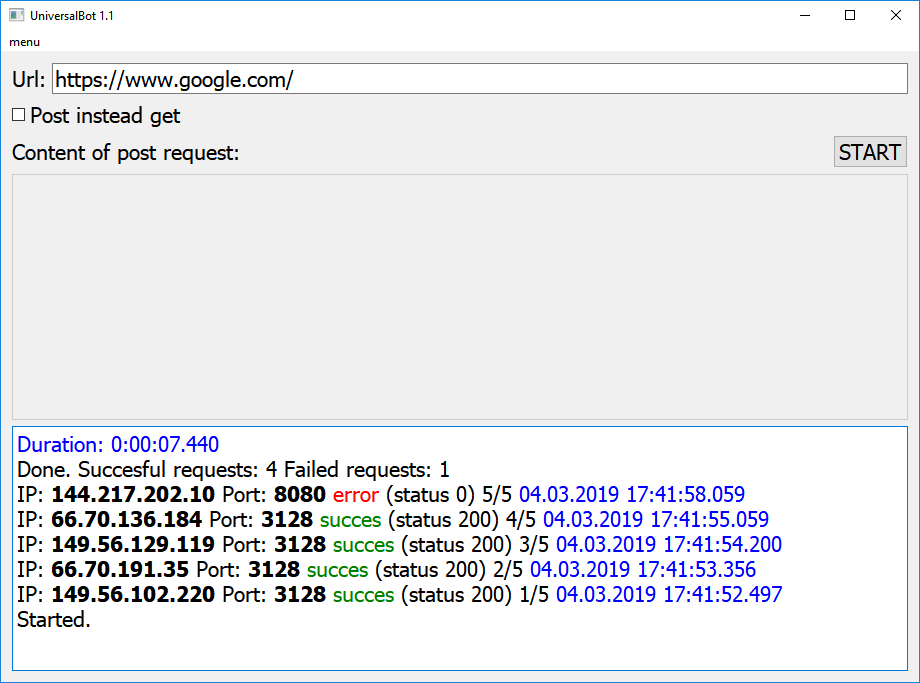 UniversalBot 1.1
menu
Url: https://www.google.com/
Post instead get
Content of post request: START
Duration: 0:00:07.440
Done. Succesful requests: 4 Failed requests: 1
IP: 144.217.202.10 Port: 8080 error (status 0) 5/5 04.03.2019 17:41:58.059
IP: 66.70.136.184 Port: 3128 succes (status 200) 4/5 04.03.2019 17:41:55.059
IP: 149.56.129.119 Port: 3128 succes (status 200) 3/5 04.03.2019 17:41:54.200
IP: 66.70.191.35 Port: 3128 succes (status 200) 2/5 04.03.2019 17:41:53.356
IP: 149.56.102.220 Port: 3128 succes (status 200) 1/5 04.03.2019 17:41:52.497
Started.